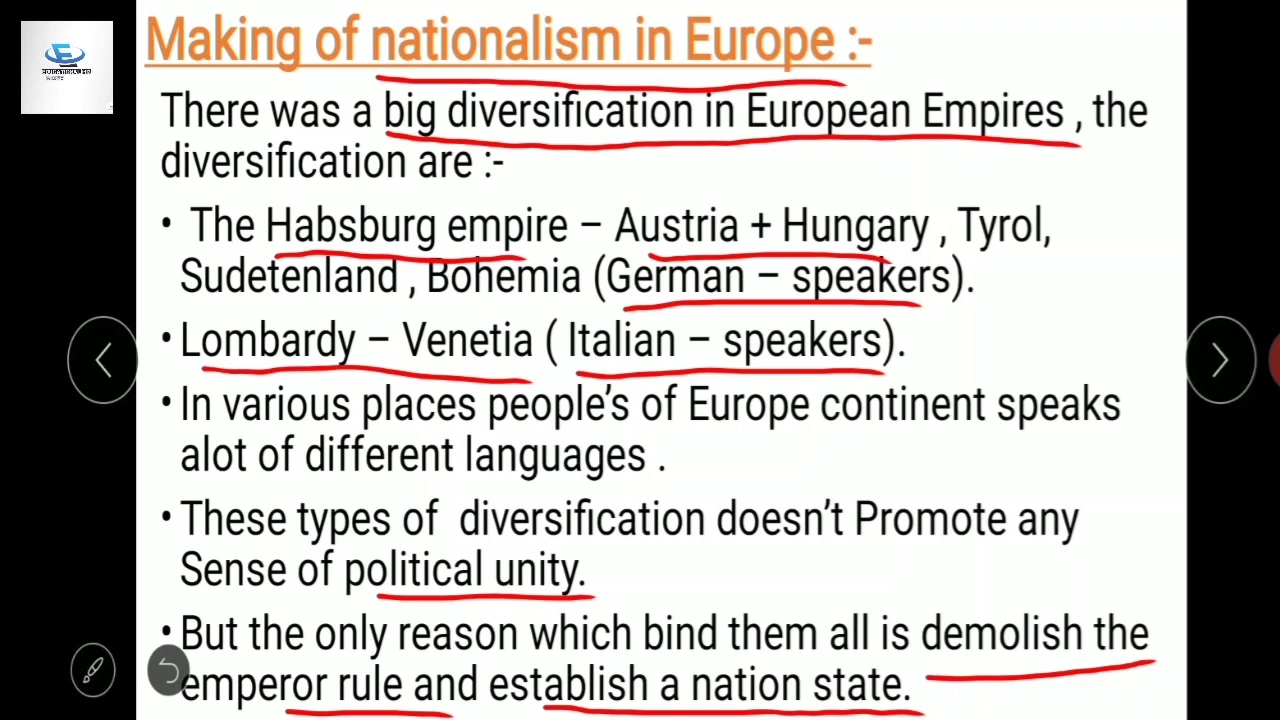 Making of nationalism in Europe :-
There was a big diversification in European Empires , the
diversification are :-
• The Habsburg empire – Austria + Hungary , Tyrol,
Sudetenland , Bohemia (German – speakers).
• Lombardy – Venetia ( Italian – speakers).
• In various places people’s of Europe continent speaks
alot of different languages .
• These types of diversification doesn’t Promote any
Sense of political unity.
• But the only reason which bind them all is demolish the
emperor rule and establish a nation state.